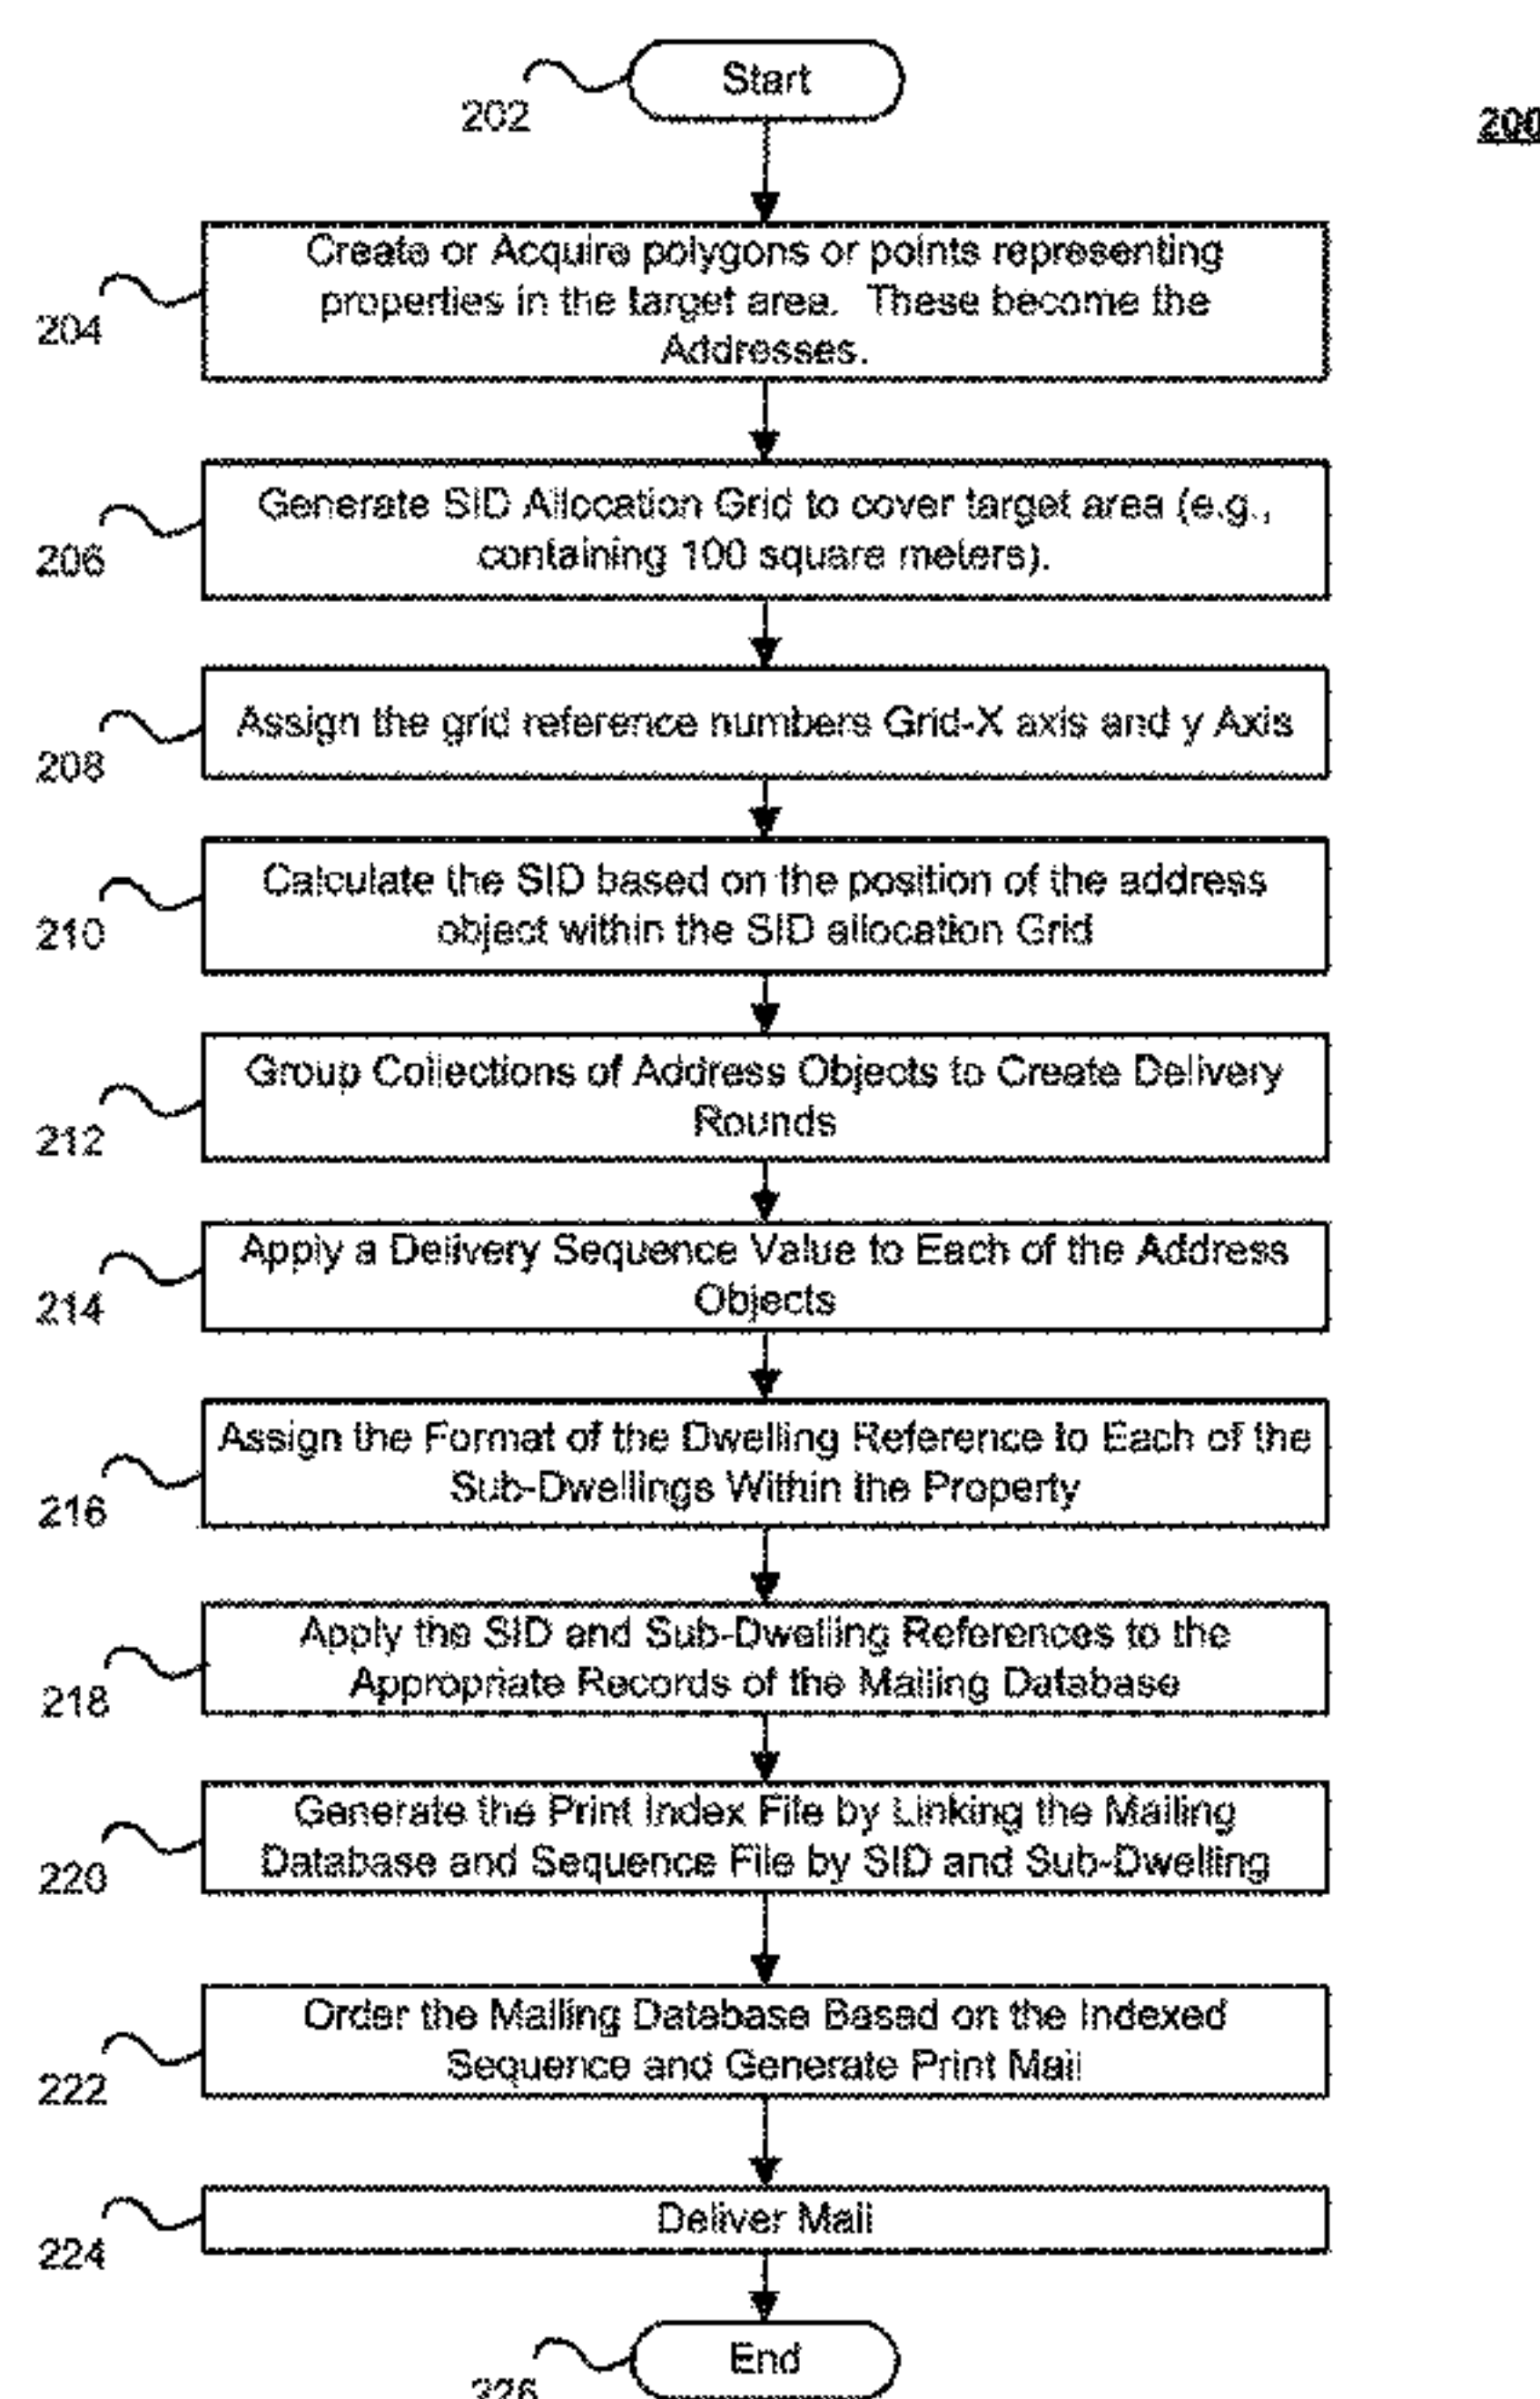 Start
202
200
Create or Acquire polygons or points representing
properties in the target area. These become the
Addresses.
204
Generate SID Allocation Grid to cover target area (e.g.,
containing 100 square meters).
206
Assign the grid reference numbers Grid-X axis and y Axis
208
Calculate the SID based on the position of the address
object within the SID allocation Grid
210
Group Collections of Address Objects to Create Delivery
Rounds
212
Apply a Delivery Sequence Value to Each of the Address
Objects
214
Assign the Format of the Dwelling Reference to Each of the
Sub-Dwellings Within the Property
216
Apply the SID and Sub-Dwelling References to the
Appropriate Records of the Mailing Database
218
Generate the Print Index File by Linking the Mailing
Database and Sequence File by SID and Sub-Dwelling
220
Order the Mailing Database Based on the Indexed
Sequence and Generate Print Mail
222
Deliver Mail
224
End
226